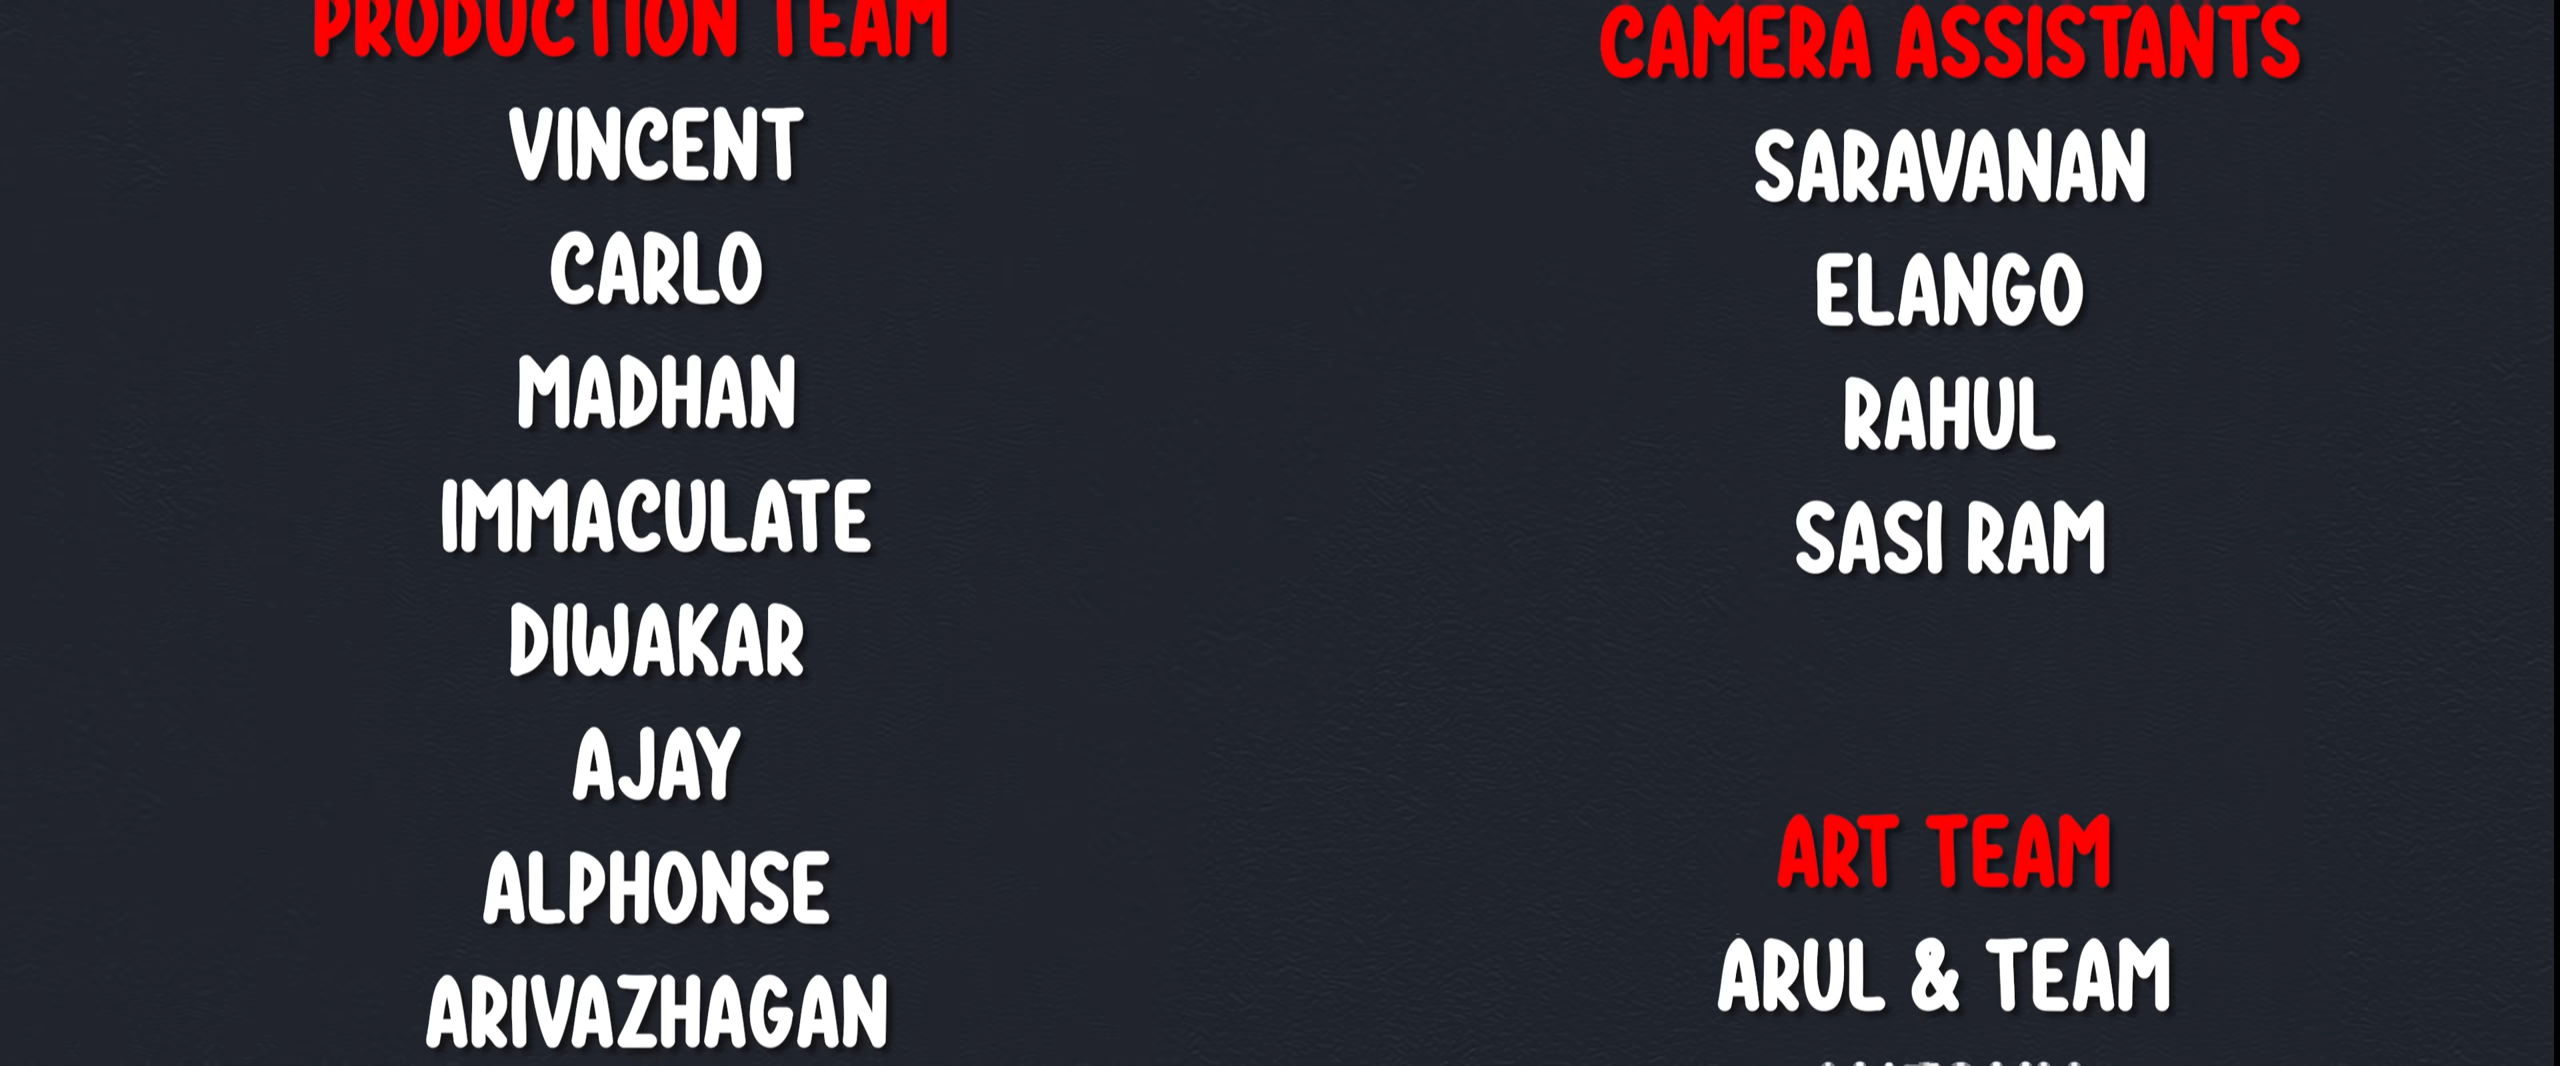 PRODUCTION TEAM
VINCENT
CARLO
MADHAN
IMMACULATE
DIWAKAR
AJAY
ALPHONSE
ARIVAZHAGAN
CAMERA ASSISTANTS
SARAVANAN
ELANGO
RAHUL
SASI RAM
ART TEAM
ARUL & TEAM